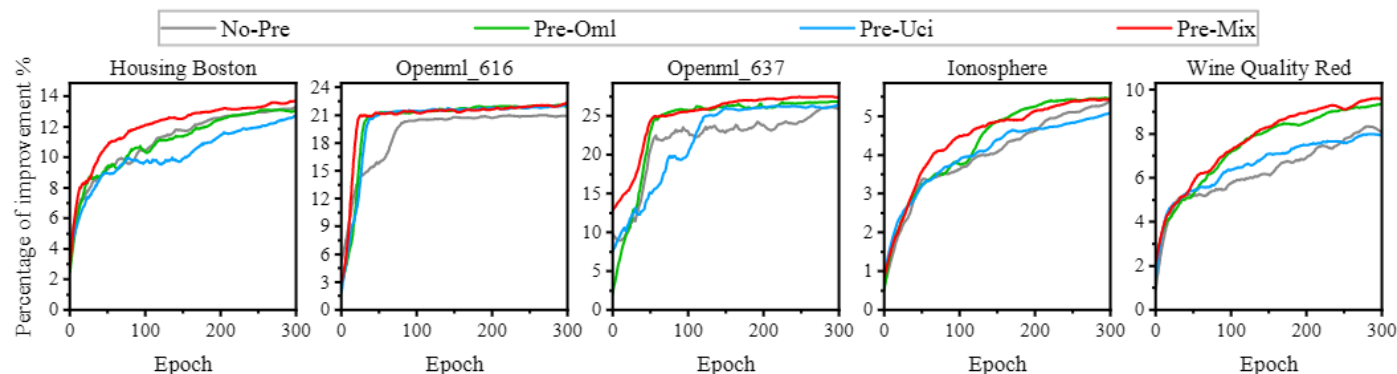 No-Pre Pre-Oml Pre-Uci Pre-Mix
Housing Boston Openml_616 Openml_637 Ionosphere Wine Quality Red
Percentage of improvement %
14 12 10 8 6 4 2 0
24 21 18 15 12 9 6 3 0
25 20 15 10 5 0
5 4 3 2 1 0
10 8 6 4 2 0
0 100 200 300 0 100 200 300 0 100 200 300 0 100 200 300 0 100 200 300
Epoch Epoch Epoch Epoch Epoch